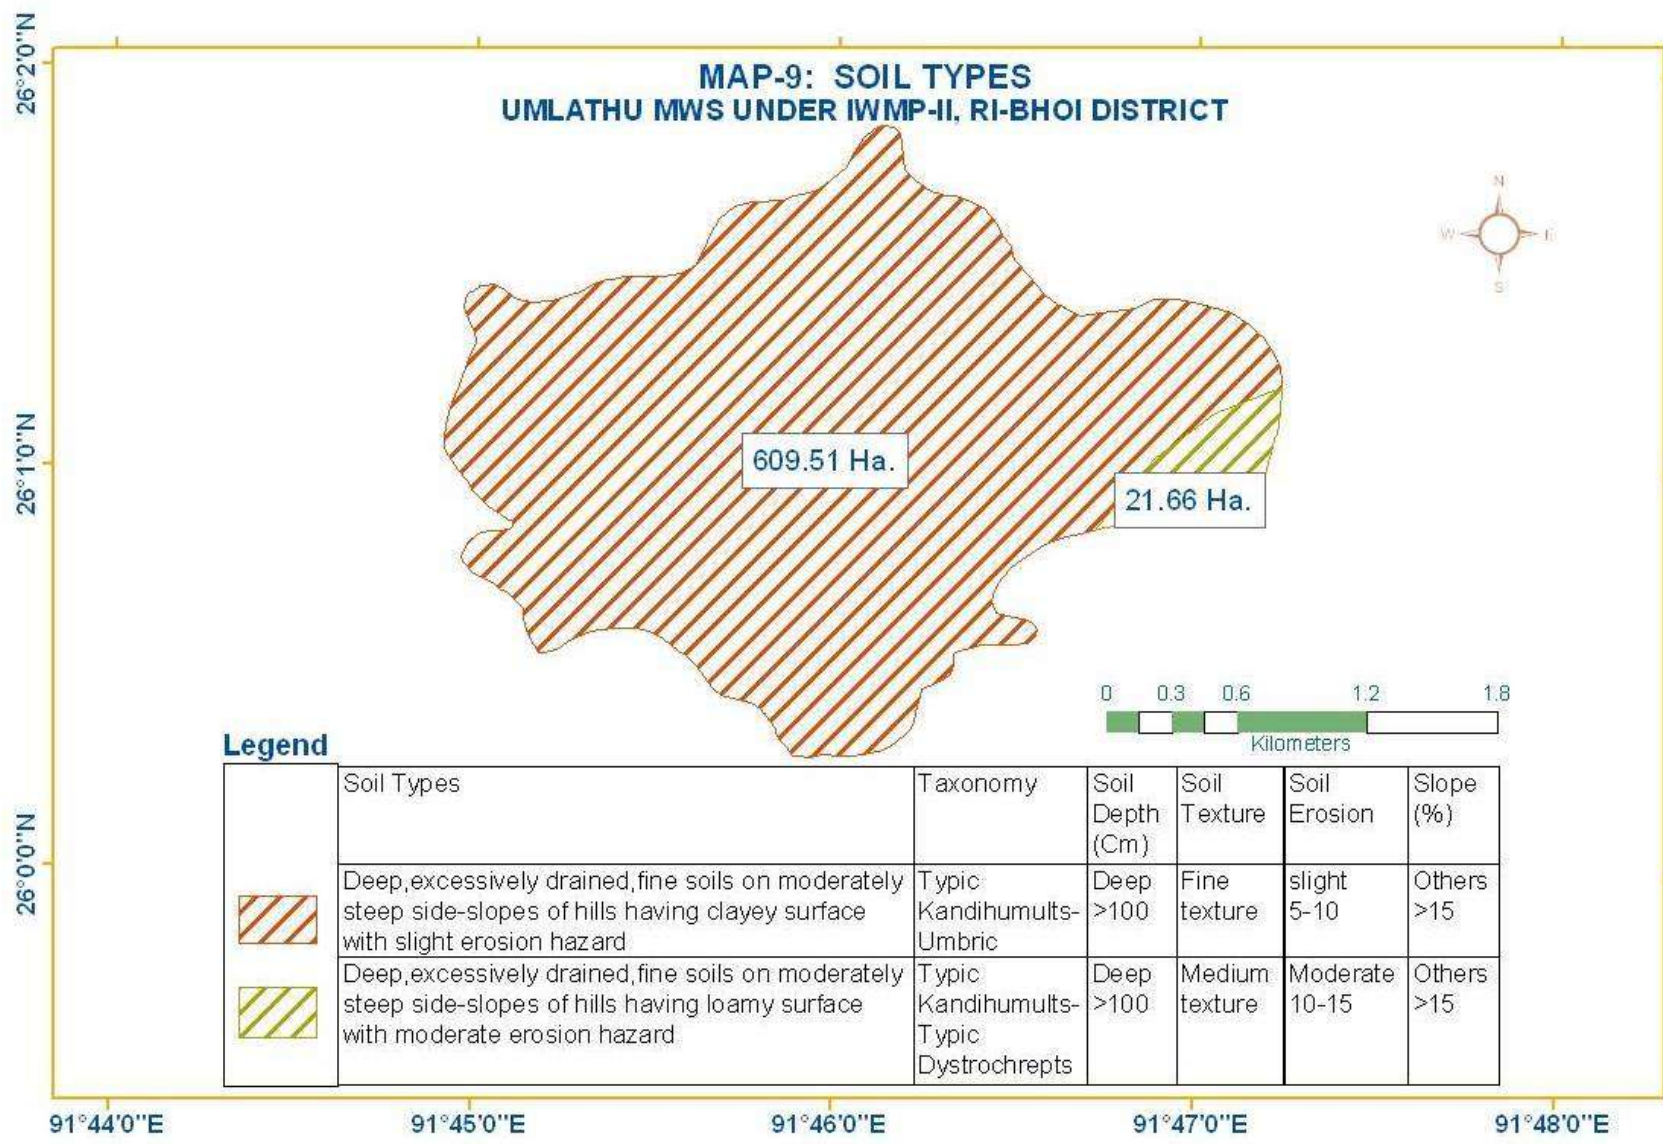 MAP-9: SOIL TYPES
UMLATHU MWS UNDER IWMP-II, RI-BHOI DISTRICT
26°2'0"N
26°1'0"N
26°0'0"N
N
W
E
S
609.51 Ha.
21.66 Ha.
0 0.3 0.6 1.2 1.8
Kilometers
Legend
Soil Types
Taxonomy
Soil
Depth
(Cm)
Soil
Texture
Soil
Erosion
Slope
(%)
Deep,excessively drained,fine soils on moderately
steep side-slopes of hills having clayey surface
with slight erosion hazard
Typic
Kandihumults-
Umbric
Deep
>100
Fine
texture
slight
5-10
Others
>15
Deep,excessively drained,fine soils on moderately
steep side-slopes of hills having loamy surface
with moderate erosion hazard
Typic
Kandihumults-
Typic
Dystrochrepts
Deep
>100
Medium
texture
Moderate
10-15
Others
>15
91°44'0"E 91°45'0"E 91°46'0"E 91°47'0"E 91°48'0"E